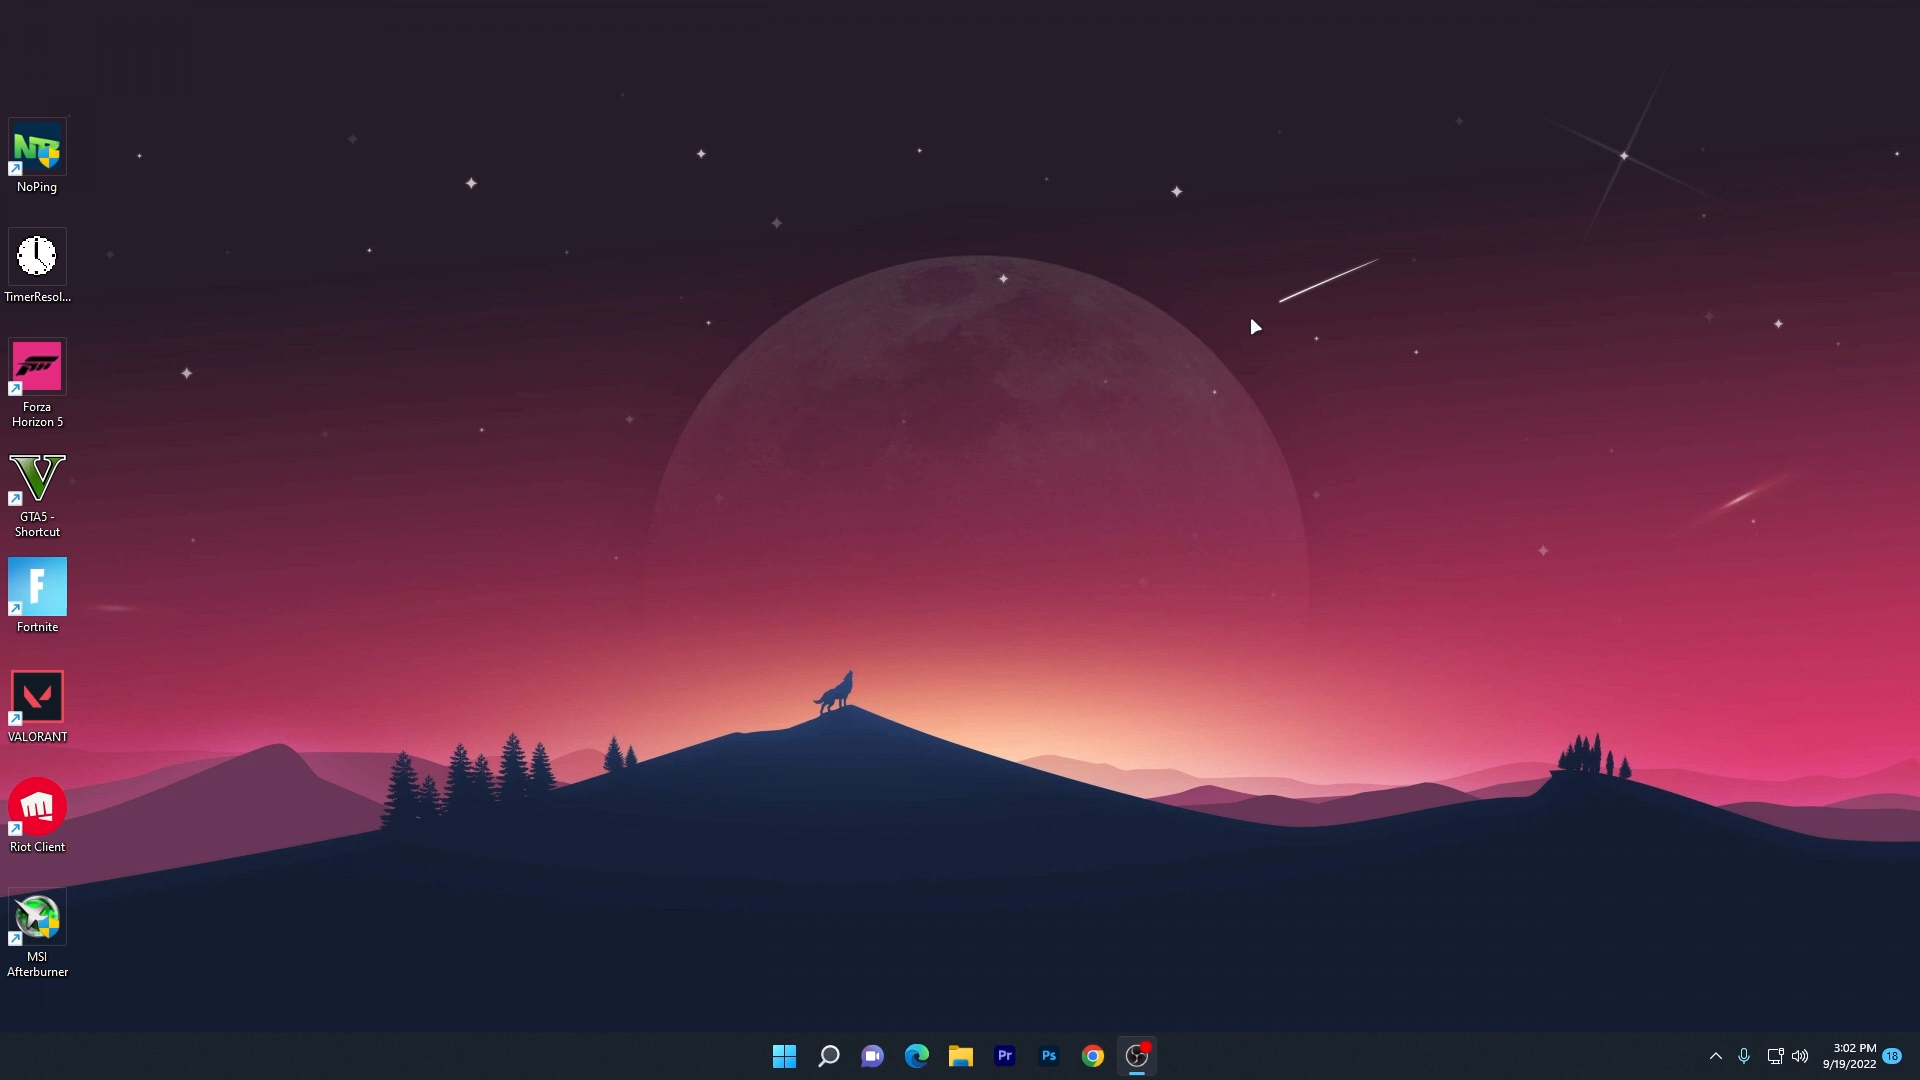 NoPing
TimerResol...
Forza
Horizon 5
GTA5 -
Shortcut
F
Fortnite
VALORANT
Riot Client
MSI
Afterburner
Pr
Ps
3:02 PM
9/19/2022
18